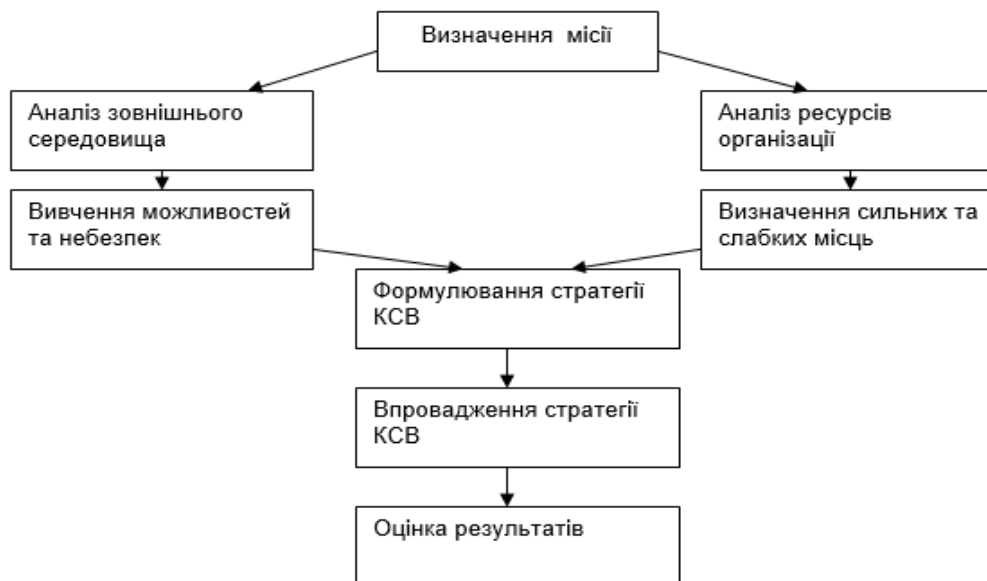 Визначення місії
Аналіз зовнішнього
середовища
Аналіз ресурсів
організації
Вивчення можливостей
та небезпек
Визначення сильних та
слабких місць
Формулювання стратегії
КСВ
Впровадження стратегії
КСВ
Оцінка результатів